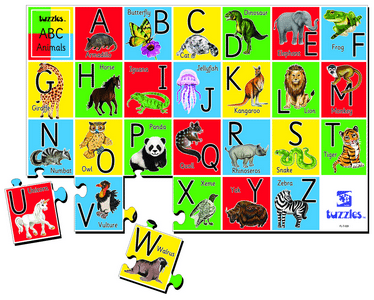 tuzzles.
ABC
Animals
A
Armadillo
Butterfly
B
C
Cat
Dinosaur
D
E
Elephant
F
Frog
G
Giraffe
H
Horse
Iguana
I
Jellyfish
J
K
Kangaroo
L
Lion
M
Monkey
N
Numbat
O
Owl
P
Panda
Q
Quoll
R
Rhinoceros
S
Snake
T
Tiger
U
Unicorn
V
Vulture
W
Walrus
X
Xeme
Y
Yak
Z
Zebra
tuzzles